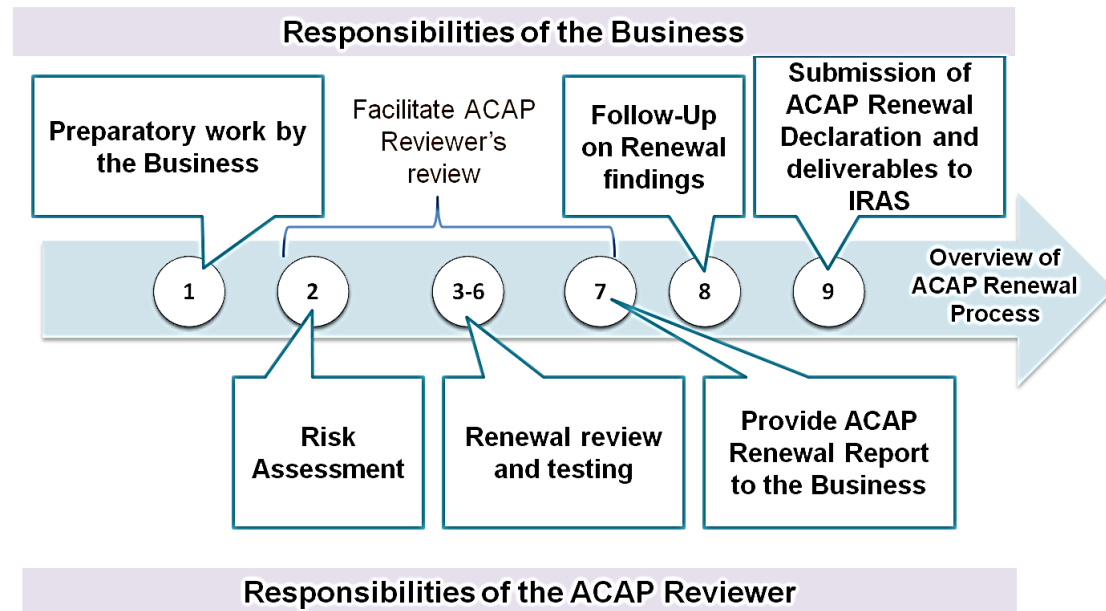 Responsibilities of the Business
Preparatory work by
the Business
Facilitate ACAP
Reviewer's
review
Follow-Up
on Renewal
findings
Submission of
ACAP Renewal
Declaration and
deliverables to
IRAS
1
2
3-6
7
8
9
Overview of
ACAP Renewal
Process
Risk
Assessment
Renewal review
and testing
Provide ACAP
Renewal Report
to the Business
Responsibilities of the ACAP Reviewer